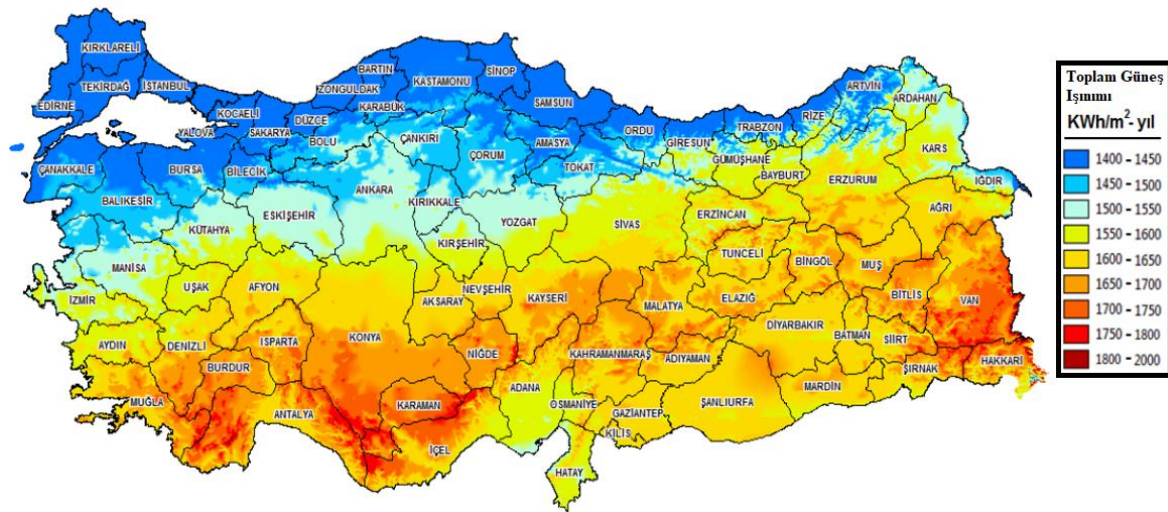 KIRKLARELİ
TEKİRDAĞ
İSTANBUL
EDİRNE
KOCAELİ
YALOVA
SAKARYA
DÜZCE
ZONGULDAK
BARTIN
KARABÜK
KASTAMONU
SİNOP
SAMSUN
ORDU
GİRESUN
TRABZON
RİZE
ARTVİN
ARDAHAN
ÇANAKKALE
BURSA
BİLECİK
BOLU
ÇANKIRI
ÇORUM
AMASYA
TOKAT
GÜMÜŞHANE
BAYBURT
ERZURUM
KARS
IĞDIR
BALIKESİR
KÜTAHYA
ESKİŞEHİR
ANKARA
KIRIKKALE
YOZGAT
SİVAS
ERZİNCAN
AĞRI
MANİSA
UŞAK
AFYON
KIRŞEHİR
NEVŞEHİR
AKSARAY
KAYSERİ
MALATYA
TUNCELİ
ELAZIĞ
BİNGÖL
MUŞ
BİTLİS
VAN
İZMİR
AYDIN
DENİZLİ
ISPARTA
BURDUR
KONYA
NİĞDE
KAHRAMANMARAŞ
ADIYAMAN
DİYARBAKIR
BATMAN
SİİRT
ŞIRNAK
HAKKARİ
MUĞLA
ANTALYA
KARAMAN
İÇEL
ADANA
OSMANİYE
GAZİANTEP
KİLİS
ŞANLIURFA
MARDİN
HATAY
Toplam Güneş
Işınımı
KWh/m²- yıl
1400 - 1450
1450 - 1500
1500 - 1550
1550 - 1600
1600 - 1650
1650 - 1700
1700 - 1750
1750 - 1800
1800 - 2000